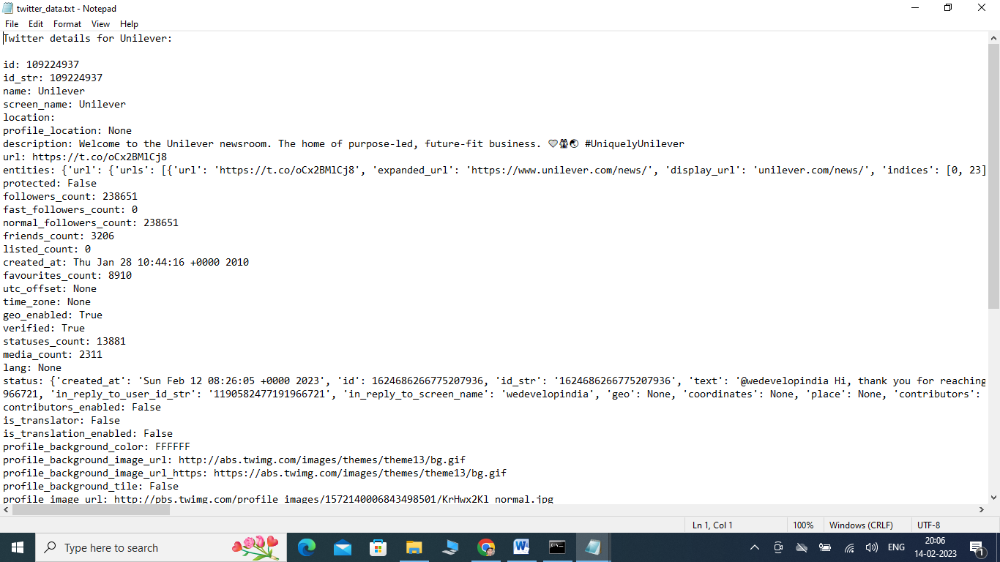 twitter_data.txt - Notepad
File Edit Format View Help
Twitter details for Unilever:
id: 109224937
id_str: 109224937
name: Unilever
screen_name: Unilever
location:
profile_location: None
description: Welcome to the Unilever newsroom. The home of purpose-led, future-fit business. 🤍👪🌏 #UniquelyUnilever
url: https://t.co/oCx2BMlCj8
entities: {'url': {'urls': [{'url': 'https://t.co/oCx2BMlCj8', 'expanded_url': 'https://www.unilever.com/news/', 'display_url': 'unilever.com/news/', 'indices': [0, 23]
protected: False
followers_count: 238651
fast_followers_count: 0
normal_followers_count: 238651
friends_count: 3206
listed_count: 0
created_at: Thu Jan 28 10:44:16 +0000 2010
favourites_count: 8910
utc_offset: None
time_zone: None
geo_enabled: True
verified: True
statuses_count: 13881
media_count: 2311
lang: None
status: {'created_at': 'Sun Feb 12 08:26:05 +0000 2023', 'id': 1624686266775207936, 'id_str': '1624686266775207936', 'text': '@wedevelopindia Hi, thank you for reaching
966721, 'in_reply_to_user_id_str': '1190582477191966721', 'in_reply_to_screen_name': 'wedevelopindia', 'geo': None, 'coordinates': None, 'place': None, 'contributors':
contributors_enabled: False
is_translator: False
is_translation_enabled: False
profile_background_color: FFFFFF
profile_background_image_url: http://abs.twimg.com/images/themes/theme13/bg.gif
profile_background_image_url_https: https://abs.twimg.com/images/themes/theme13/bg.gif
profile_background_tile: False
profile_image_url: http://pbs.twimg.com/profile_images/1572140006843498501/KrHwx2Kl_normal.jpg
Ln 1, Col 1 100% Windows (CRLF) UTF-8
Type here to search
ENG
20:06
14-02-2023
1